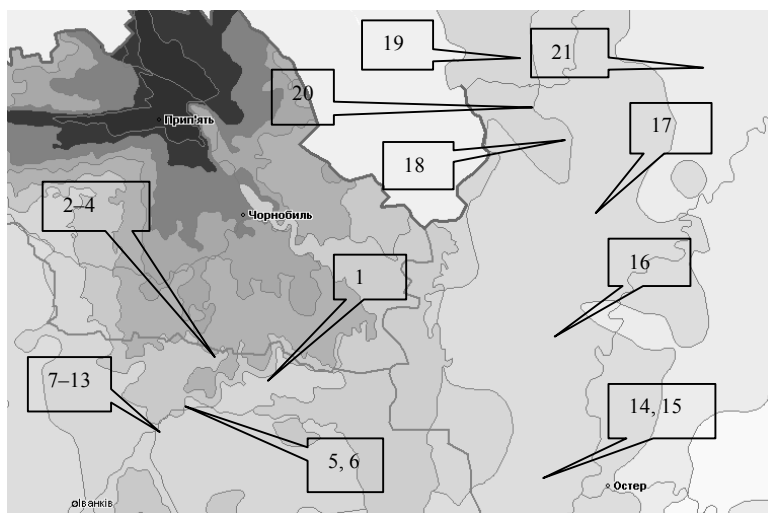 19
21
20
Прип'ять
17
18
2–4
Чорнобиль
16
1
7–13
14, 15
5, 6
Іванків
Остер